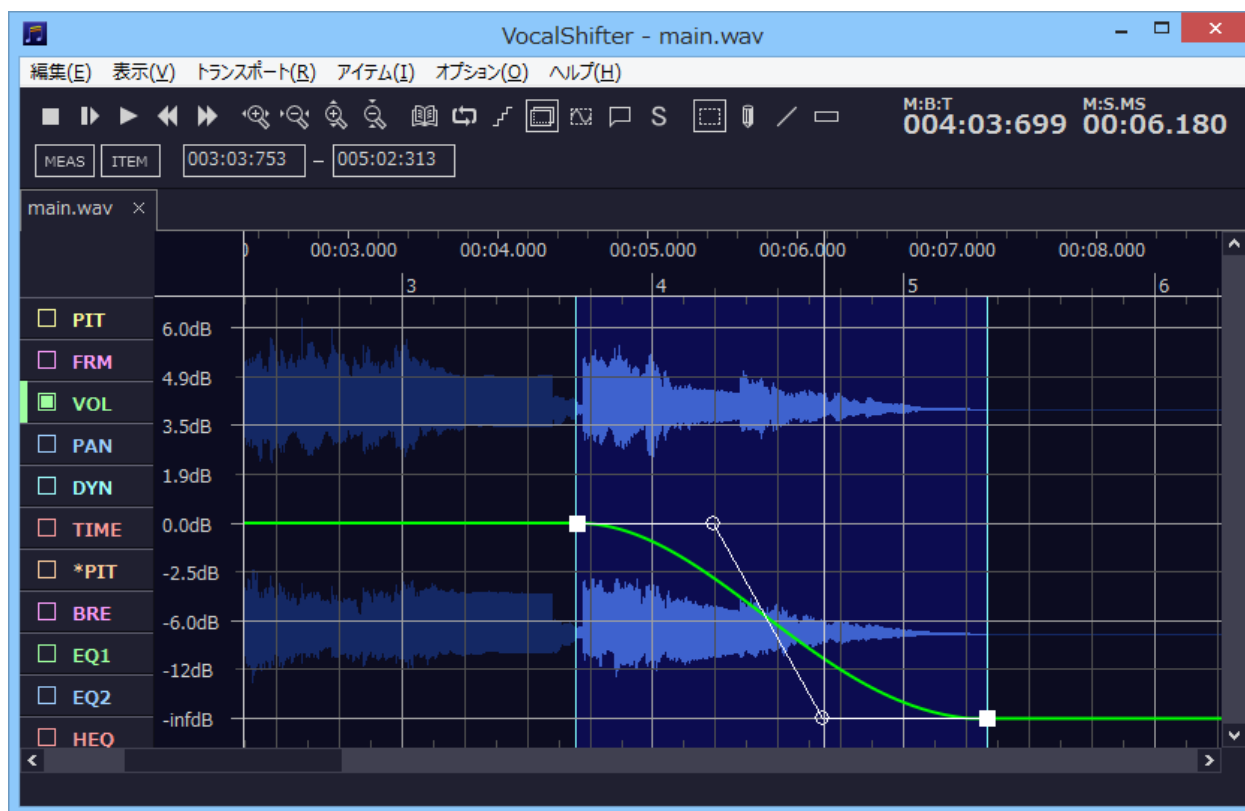 VocalShifter - main.wav
編集(E) 表示(V) トランスポート(R) アイテム(I) オプション(O) ヘルプ(H)
S M:B:T 004:03:699 M:S.MS 00:06.180
MEAS ITEM 003:03:753 – 005:02:313
main.wav ×
00:03.000 00:04.000 00:05.000 00:06.000 00:07.000 00:08.000
3 4 5 6
PIT 6.0dB
FRM 4.9dB
VOL 3.5dB
PAN 1.9dB
DYN 0.0dB
TIME
*PIT -2.5dB
BRE -6.0dB
EQ1 -12dB
EQ2 -infdB
HEQ